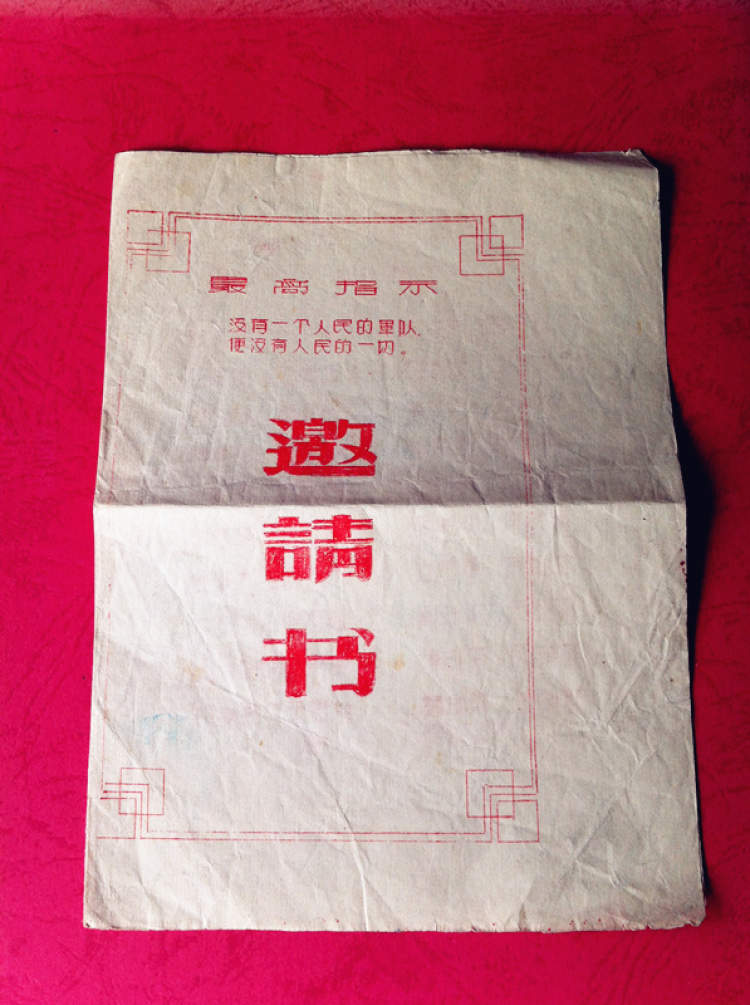 最高指示
没有一个人民的軍队,
便没有人民的一切。
邀
請
书